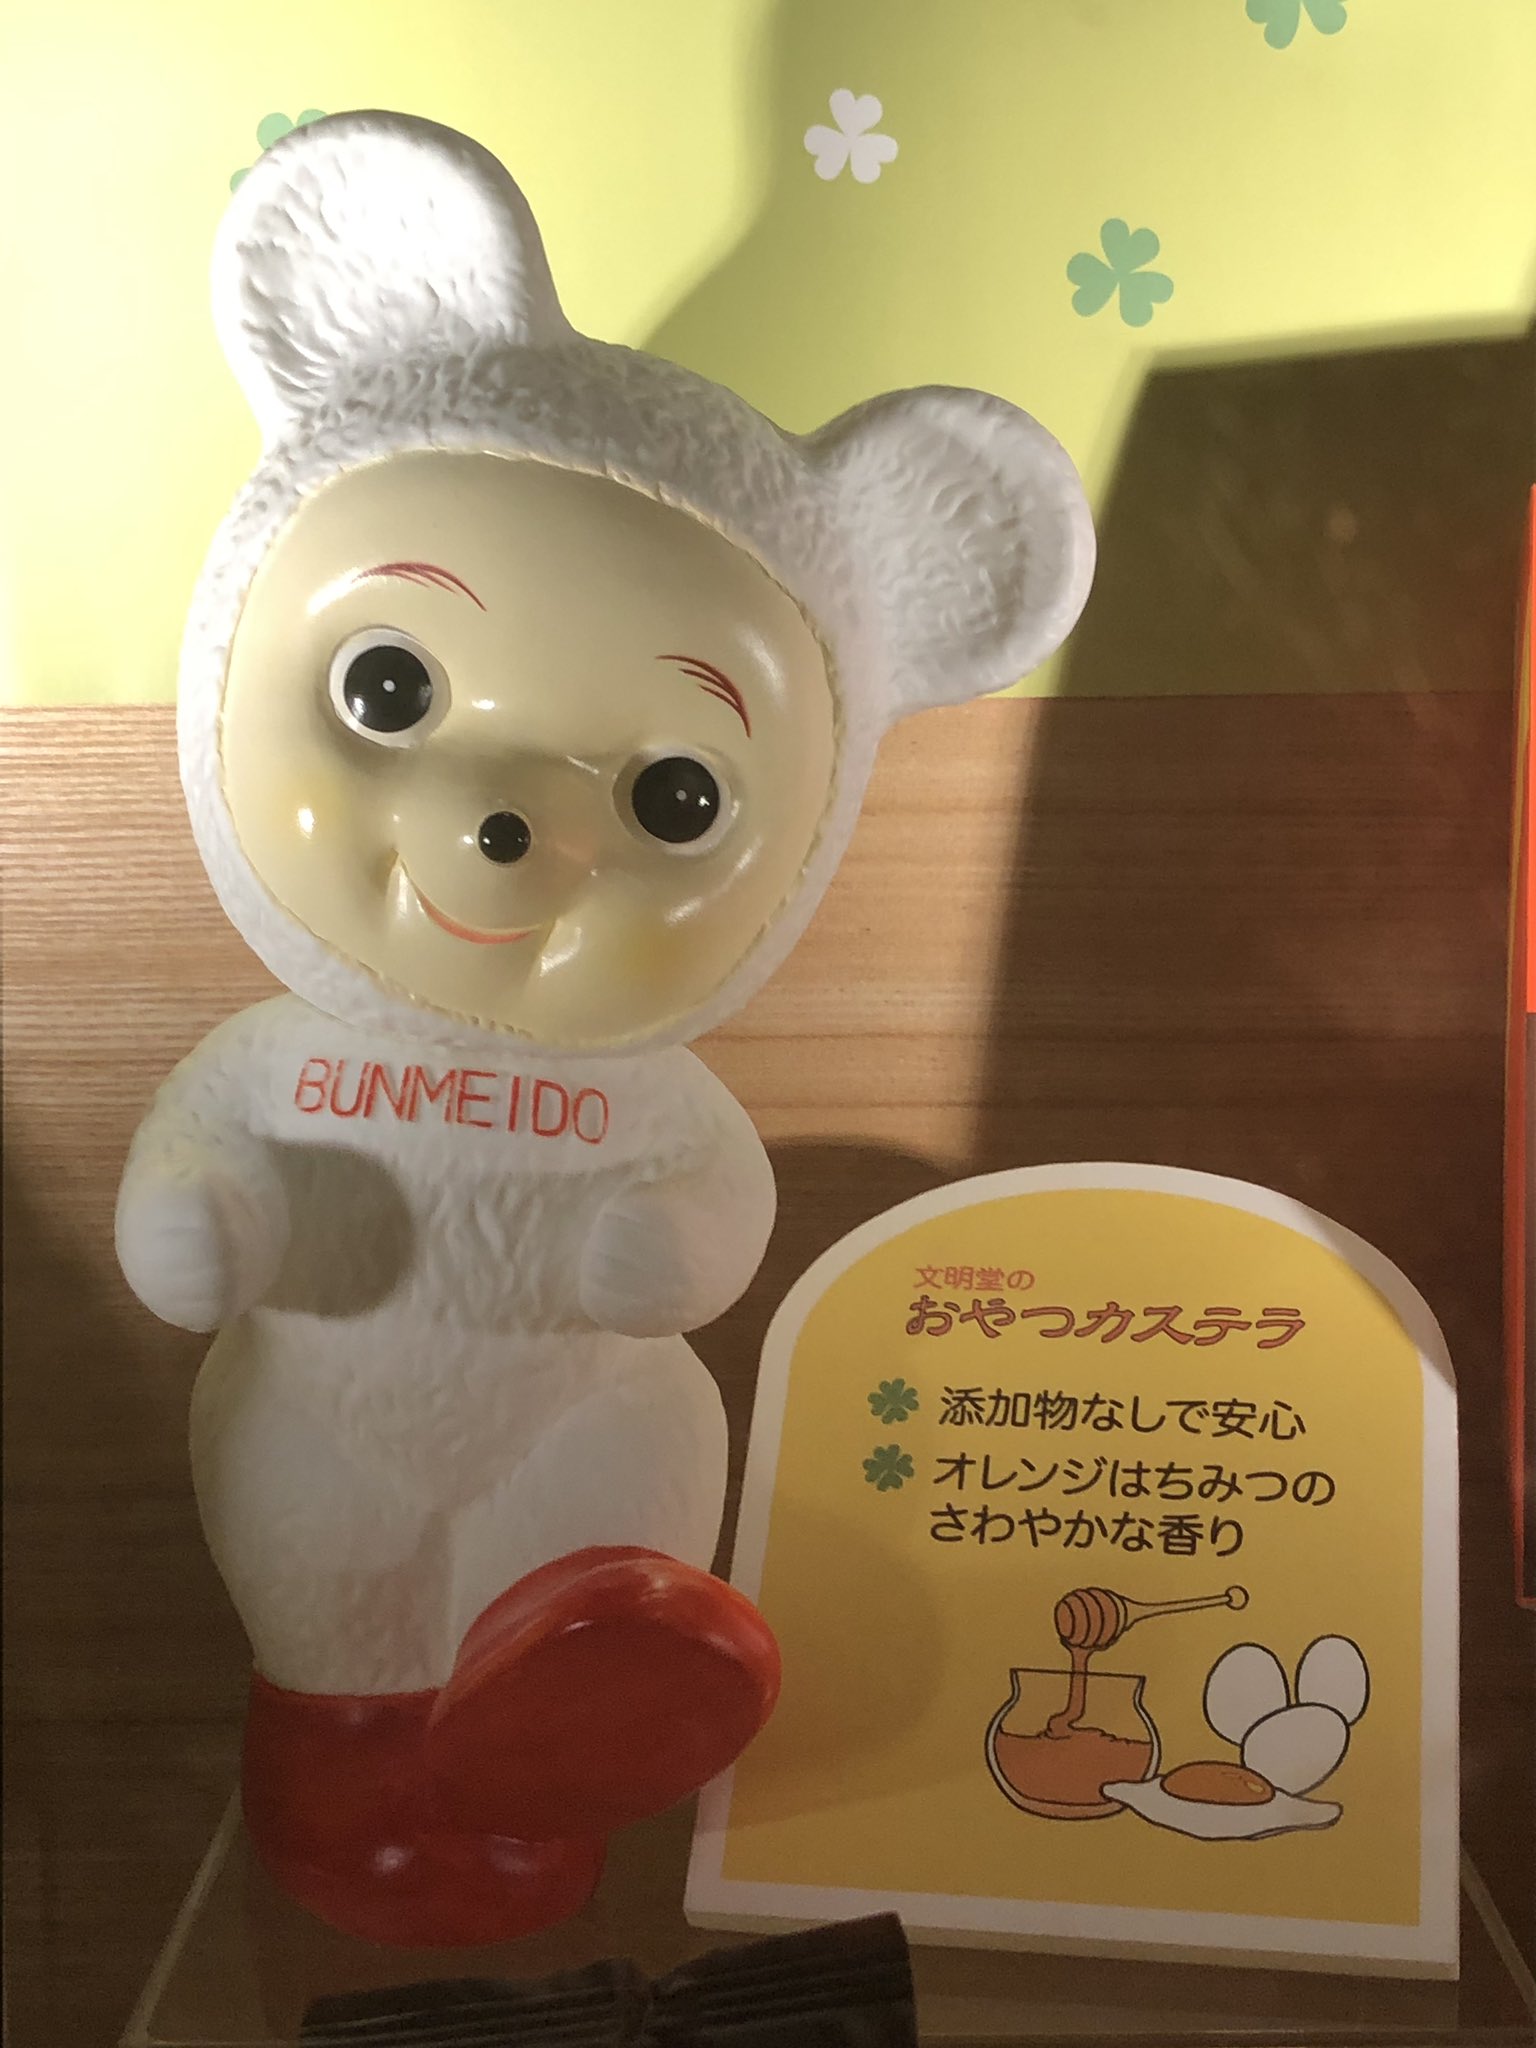 BUNMEIDO
文明堂の
おやつカステラ
添加物なしで安心
オレンジはちみつの
さわやかな香り